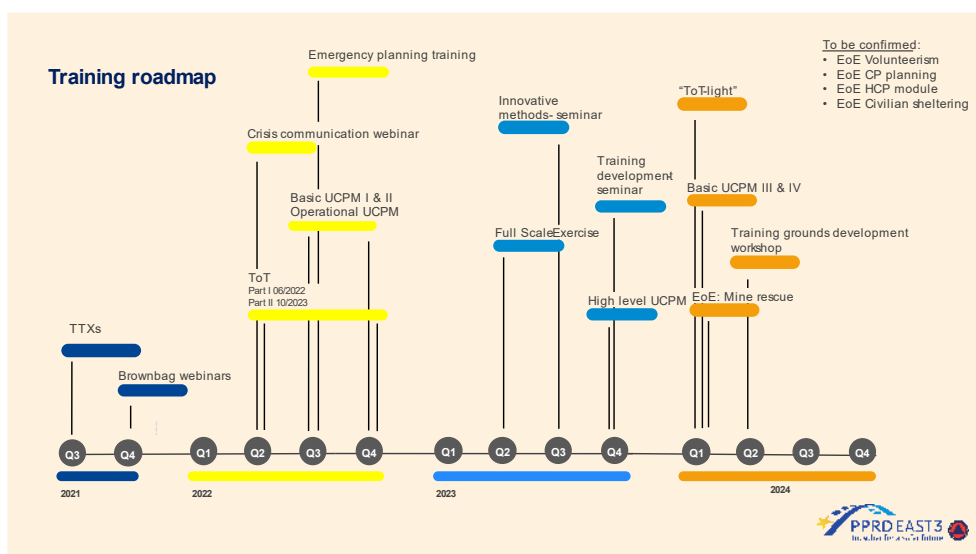 Training roadmap
Emergency planning training
To be confirmed:
• EoE Volunteerism
• EoE CP planning
• EoE HCP module
• EoE Civilian sheltering
"ToT-light"
Innovative
methods- seminar
Crisis communication webinar
Training
development-
seminar
Basic UCPM III & IV
Basic UCPM I & II
Operational UCPM
Full Scale Exercise
Training grounds development
workshop
ToT
Part I 06/2022
Part II 10/2023
High level UCPM
EoE: Mine rescue
TTXs
Brownbag webinars
Q3
Q4
Q1
Q2
Q3
Q4
Q1
Q2
Q3
Q4
Q1
Q2
Q3
Q4
2021
2022
2023
2024
PPRD EAST 3